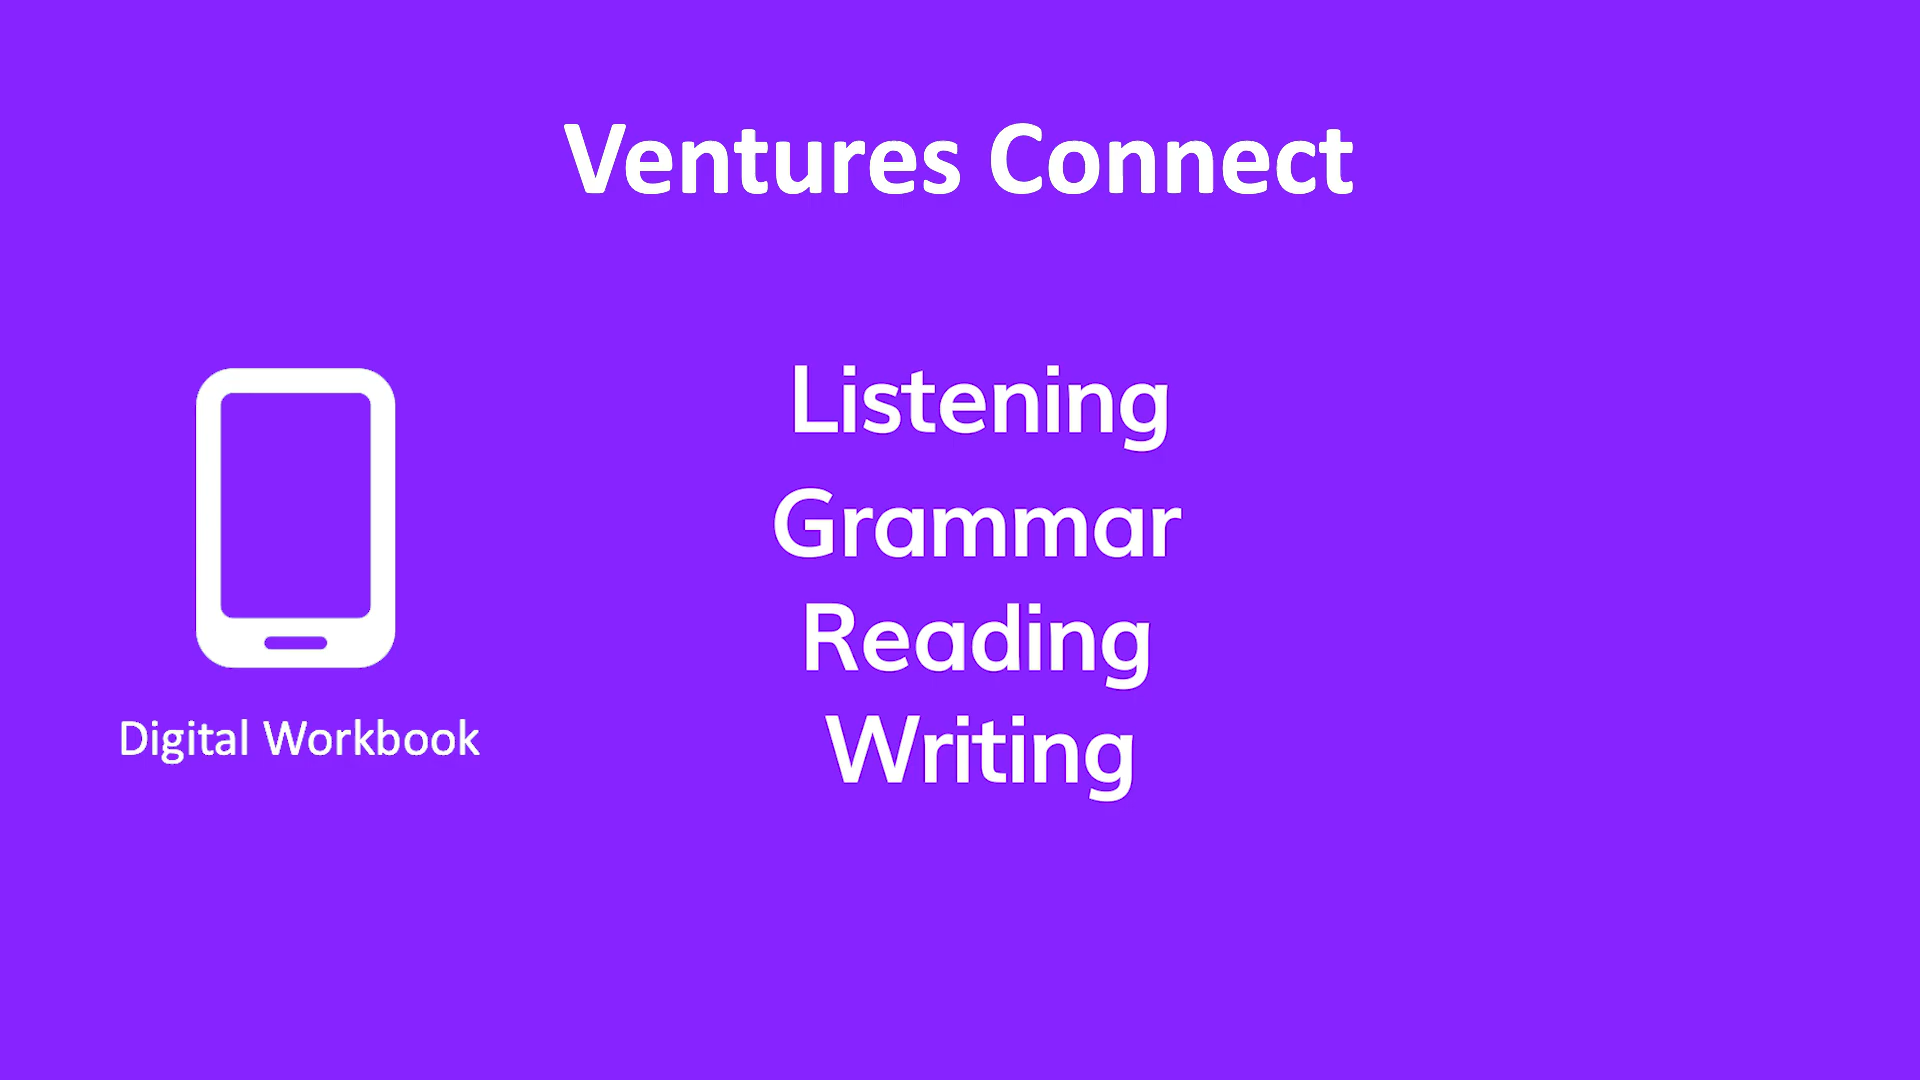 Ventures Connect
Digital Workbook
Listening
Grammar
Reading
Writing